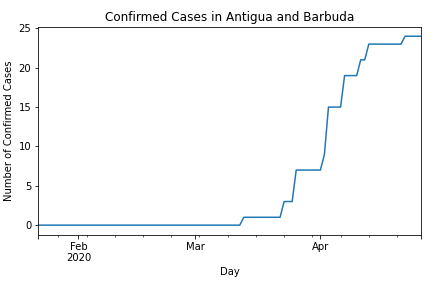 Confirmed Cases in Antigua and Barbuda
25
20
15
10
5
0
Number of Confirmed Cases
Feb
2020
Mar
Apr
Day